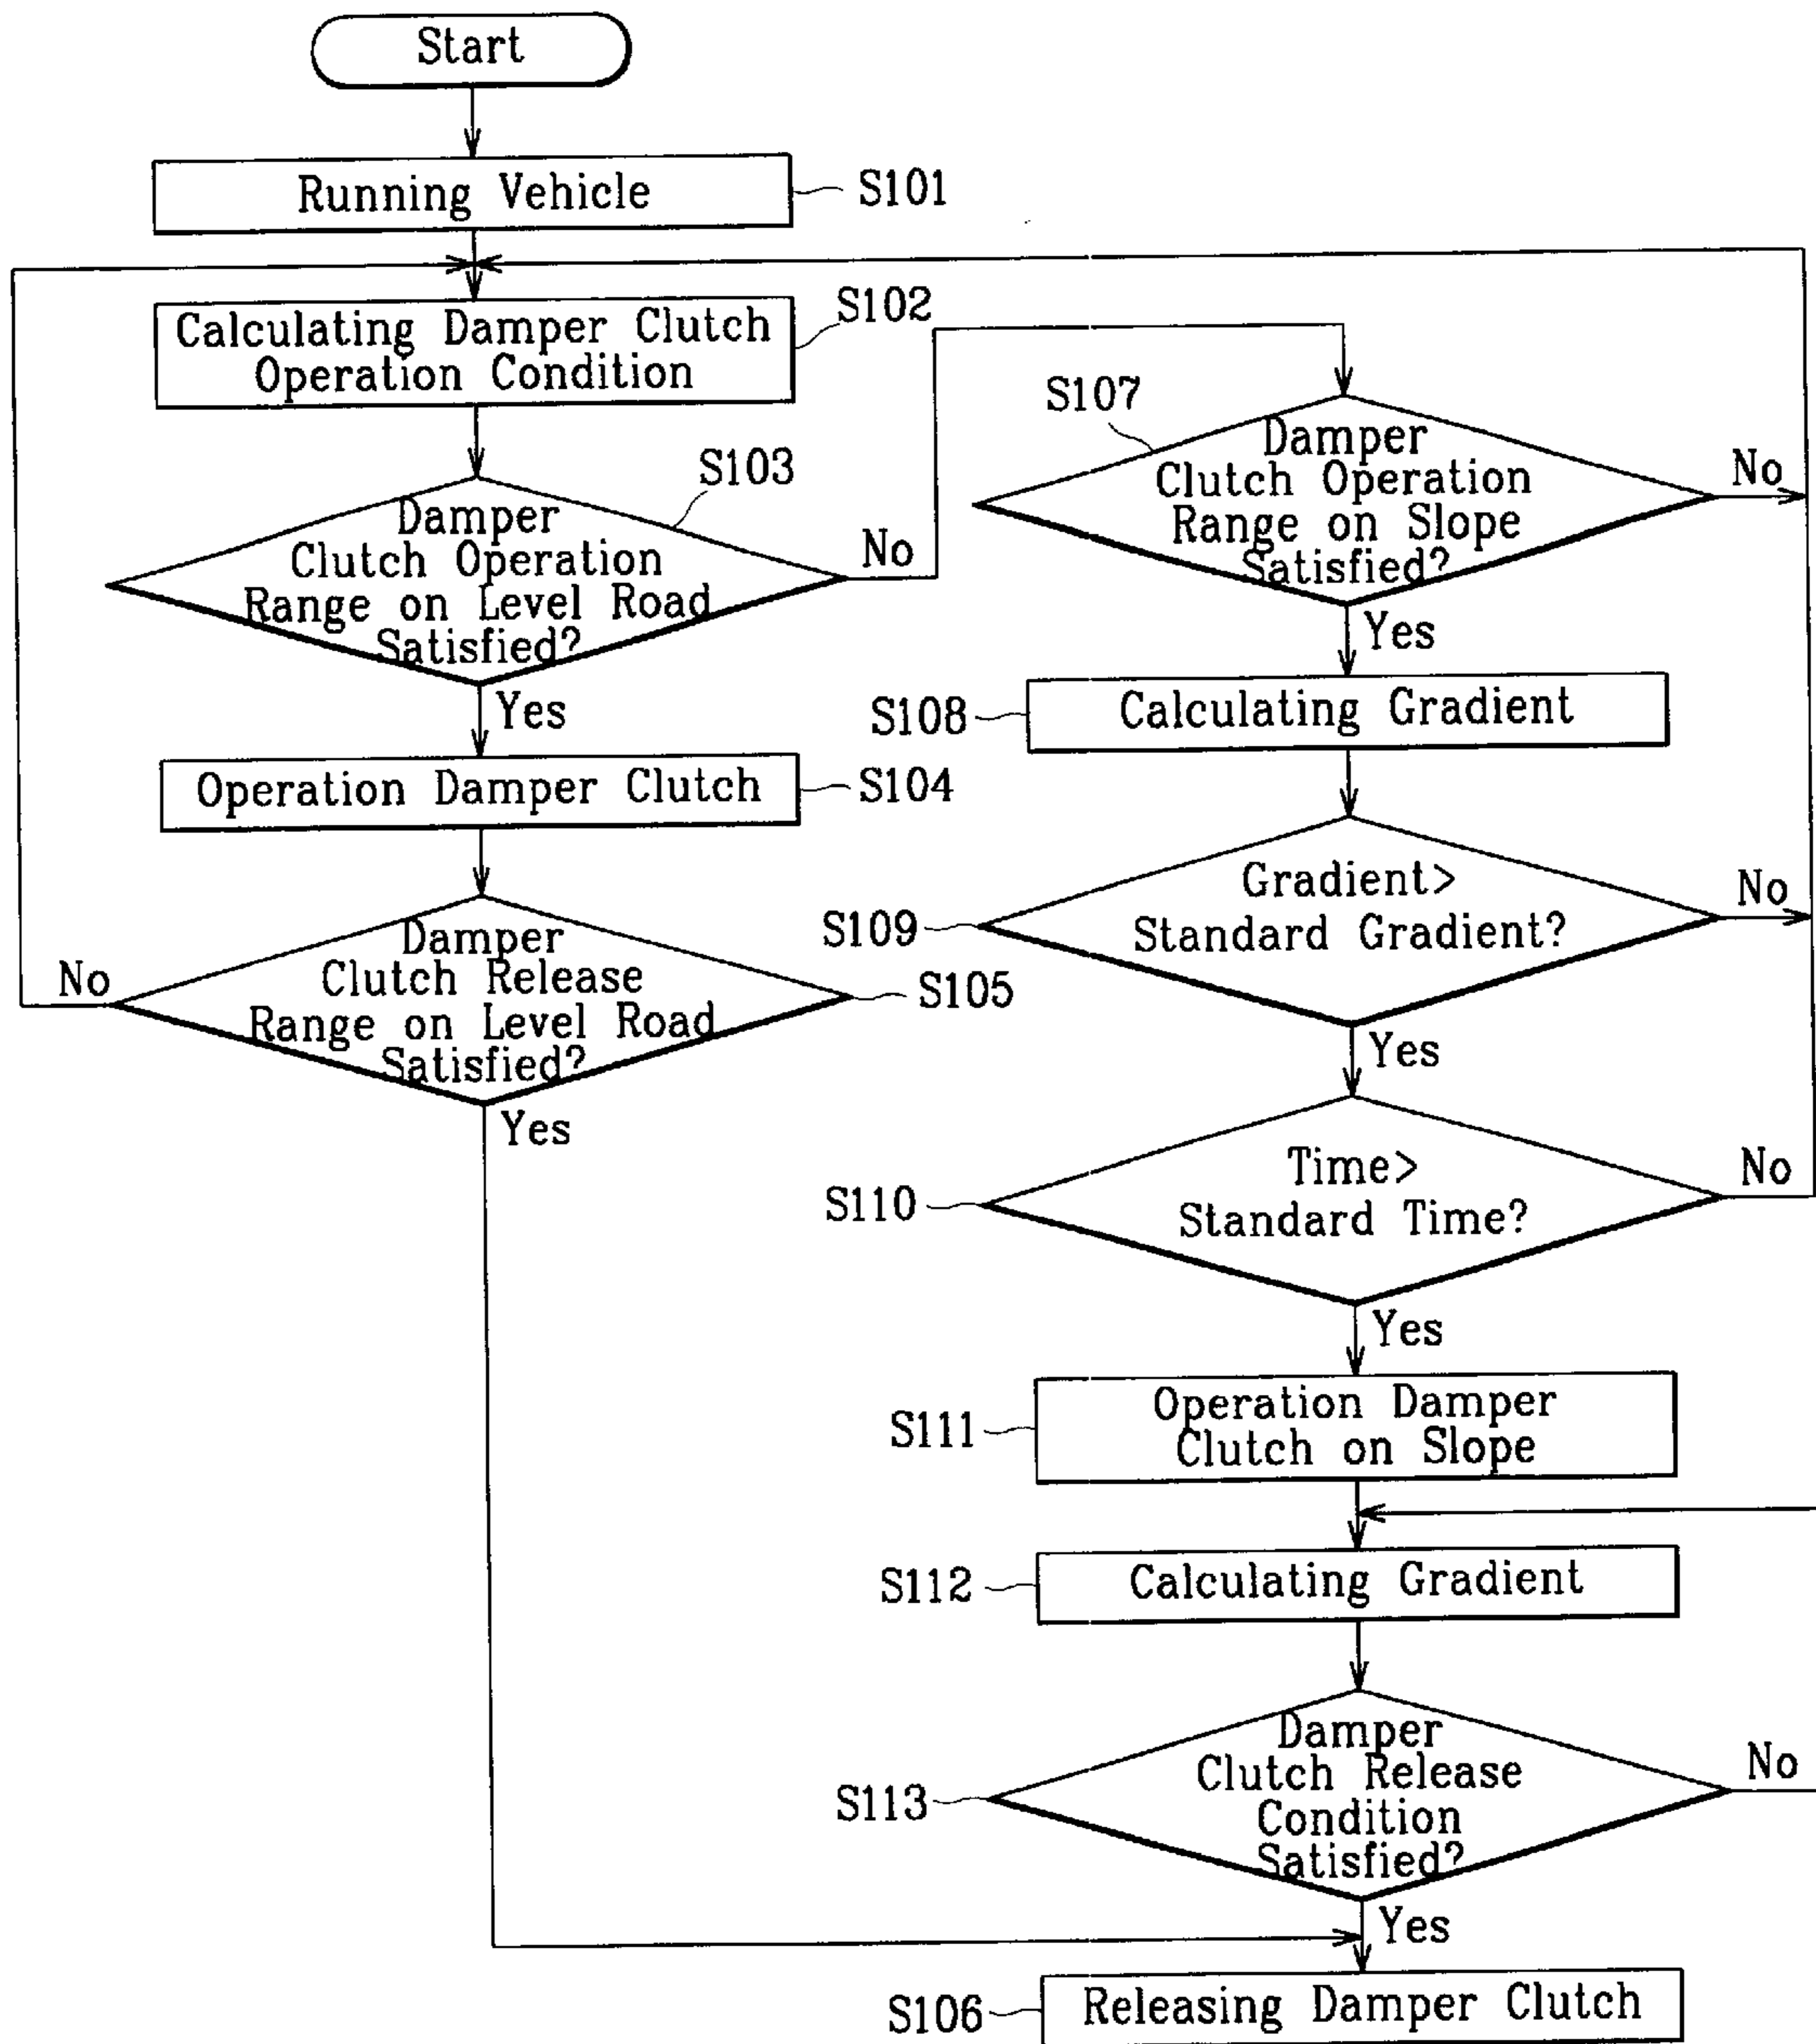 Start
Running Vehicle
S101
Calculating Damper Clutch
Operation Condition
S102
Damper
Clutch Operation
Range on Level Road
Satisfied?
S103
No
Yes
Operation Damper Clutch
S104
Damper
Clutch Release
Range on Level Road
Satisfied?
S105
No
Yes
S107
Damper
Clutch Operation
Range on Slope
Satisfied?
No
Yes
S108
Calculating Gradient
S109
Gradient>
Standard Gradient?
No
Yes
S110
Time>
Standard Time?
No
Yes
S111
Operation Damper
Clutch on Slope
S112
Calculating Gradient
S113
Damper
Clutch Release
Condition
Satisfied?
No
Yes
S106
Releasing Damper Clutch